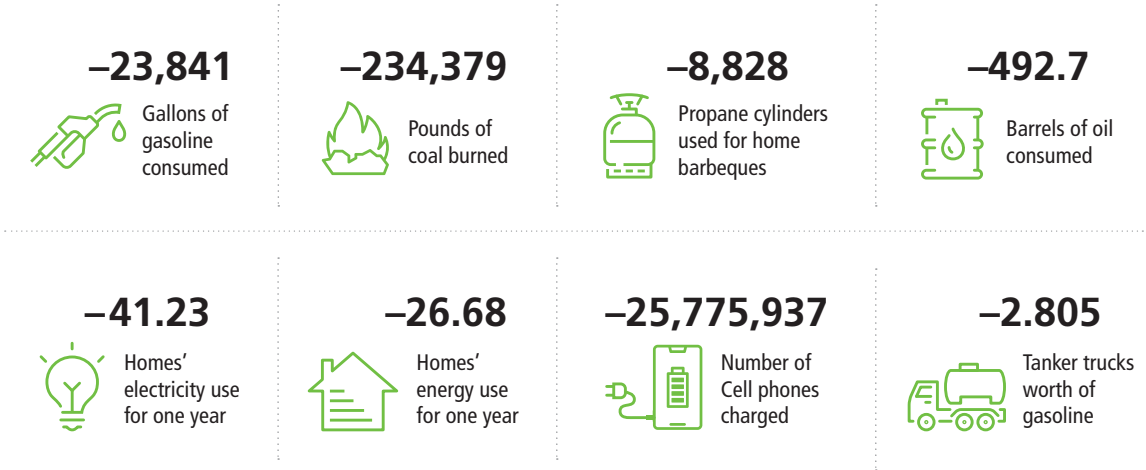 –23,841
Gallons of
gasoline
consumed
–234,379
Pounds of
coal burned
–8,828
Propane cylinders
used for home
barbeques
–492.7
Barrels of oil
consumed
–41.23
Homes’
electricity use
for one year
–26.68
Homes’
energy use
for one year
–25,775,937
Number of
Cell phones
charged
–2.805
Tanker trucks
worth of
gasoline